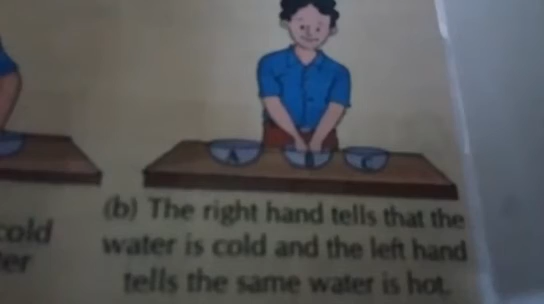 A B C
(b) The right hand tells that the
cold water is cold and the left hand
tells the same water is hot.